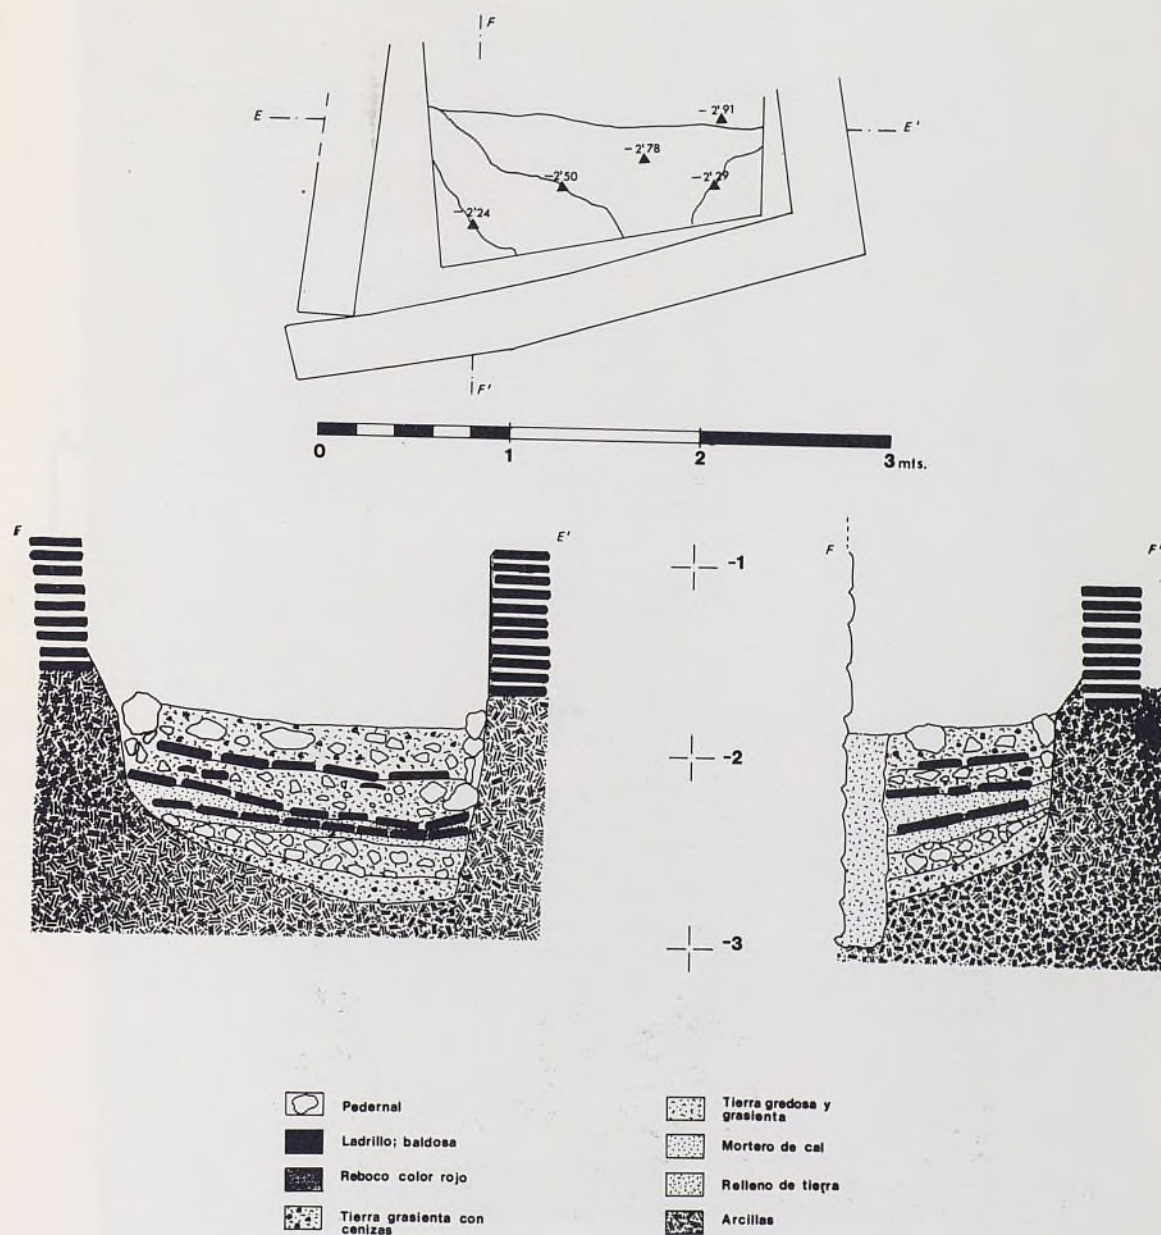 F
E
E'
- 2'91
- 2'78
-2'50
-2'29
- 2'24
F'
0 1 2 3 mts.
E
E'
-1
F
F'
-2
-3
Pedernal
Ladrillo; baldosa
Reboco color rojo
Tierra grasienta con
cenizas
Tierra gredosa y
grasienta
Mortero de cal
Relleno de tierra
Arcillas